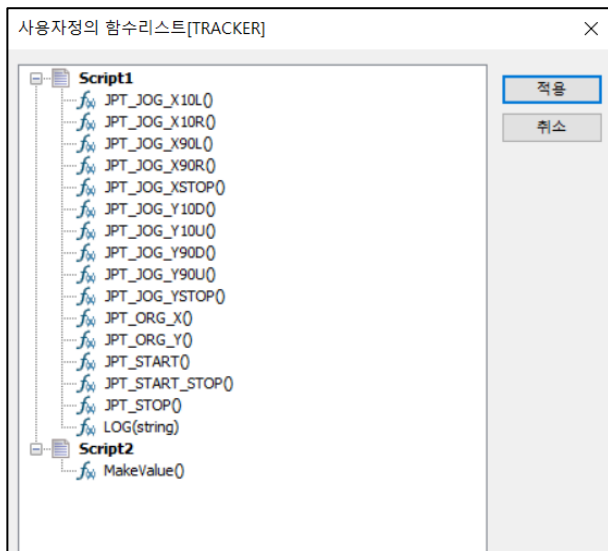 사용자정의 함수리스트[TRACKER]
Script1
JPT_JOG_X10L()
JPT_JOG_X10R()
JPT_JOG_X90L()
JPT_JOG_X90R()
JPT_JOG_XSTOP()
JPT_JOG_Y10D()
JPT_JOG_Y10U()
JPT_JOG_Y90D()
JPT_JOG_Y90U()
JPT_JOG_YSTOP()
JPT_ORG_X()
JPT_ORG_Y()
JPT_START()
JPT_START_STOP()
JPT_STOP()
LOG(string)
Script2
MakeValue()
적용
취소